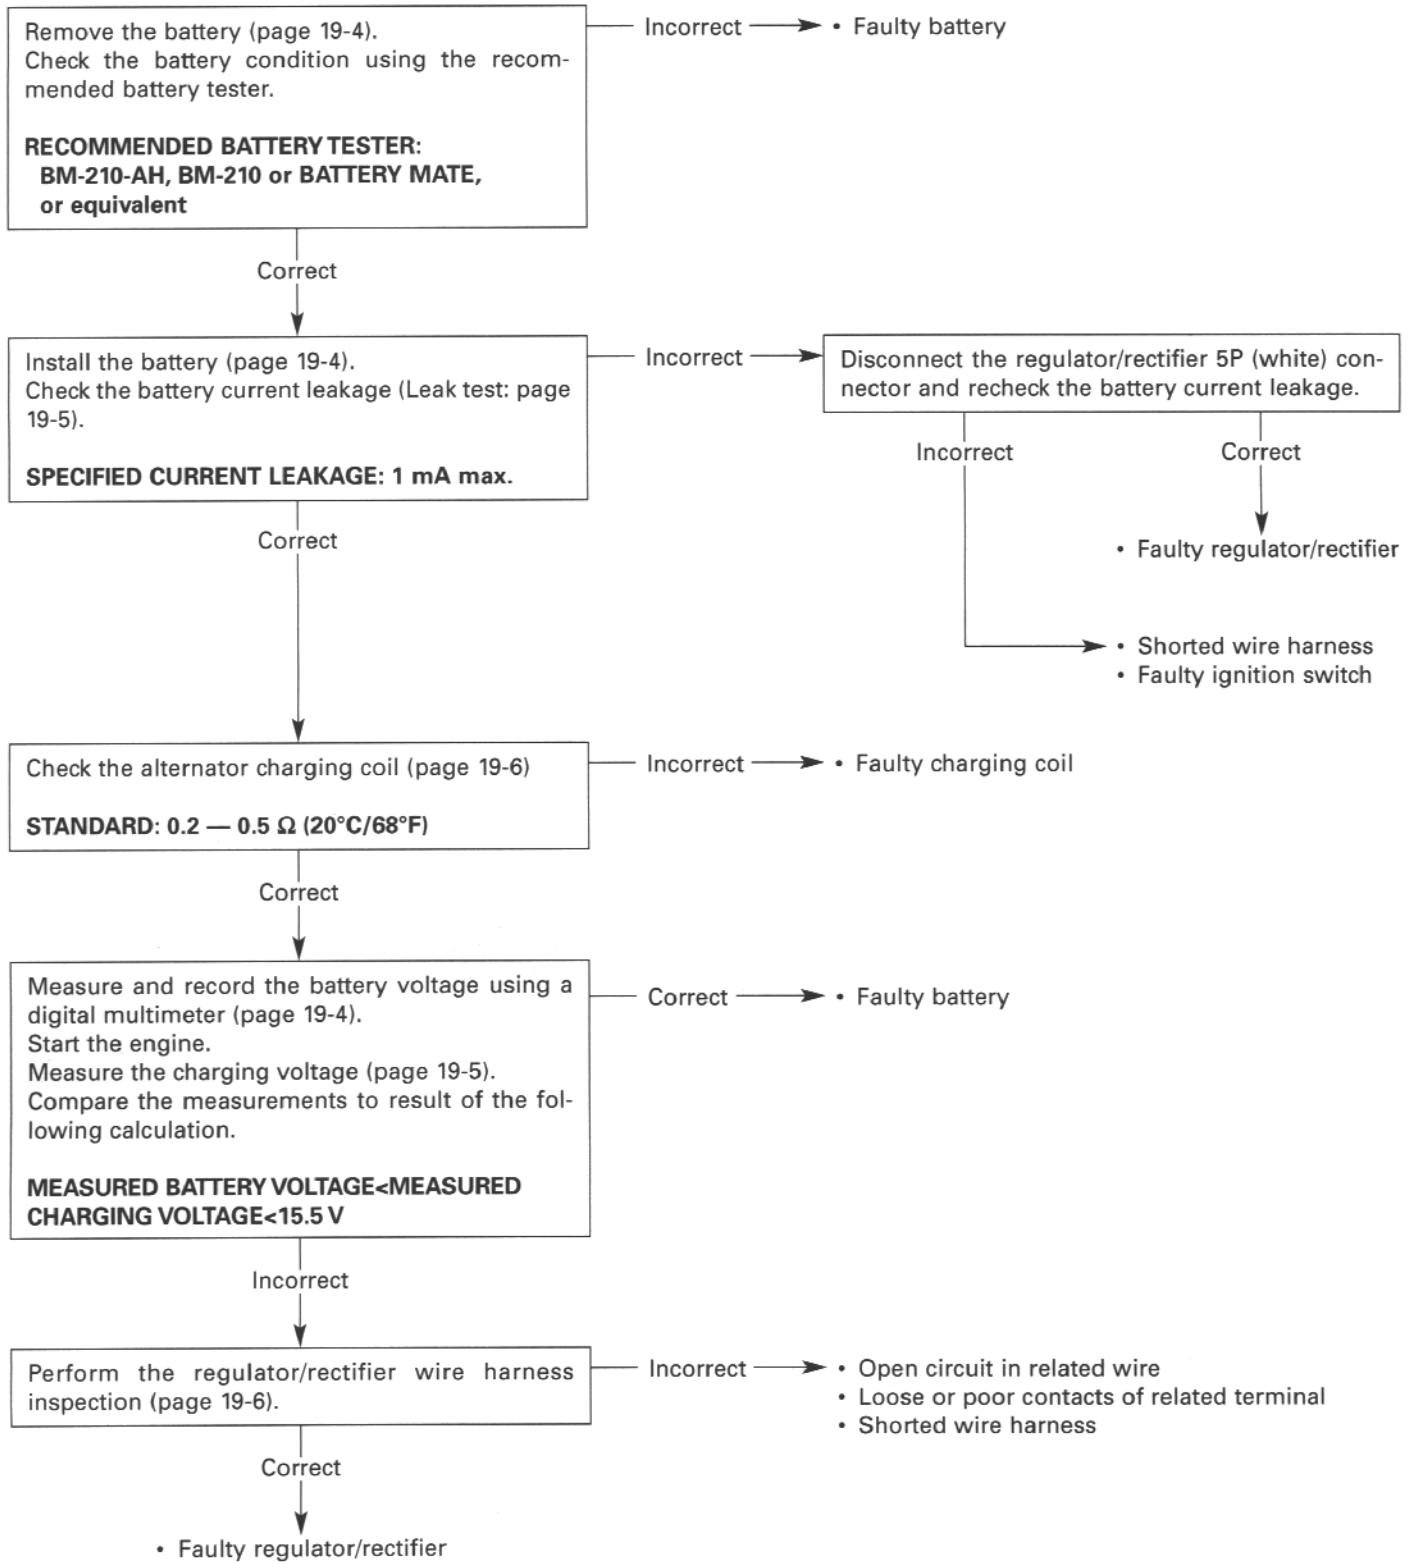 Remove the battery (page 19-4).
Check the battery condition using the recom-
mended battery tester.
RECOMMENDED BATTERY TESTER:
BM-210-AH, BM-210 or BATTERY MATE,
or equivalent
Incorrect
• Faulty battery
Correct
Install the battery (page 19-4).
Check the battery current leakage (Leak test: page
19-5).
SPECIFIED CURRENT LEAKAGE: 1 mA max.
Incorrect
Disconnect the regulator/rectifier 5P (white) con-
nector and recheck the battery current leakage.
Incorrect
Correct
• Faulty regulator/rectifier
• Shorted wire harness
• Faulty ignition switch
Correct
Check the alternator charging coil (page 19-6)
STANDARD: 0.2 — 0.5 Ω (20°C/68°F)
Incorrect
• Faulty charging coil
Correct
Measure and record the battery voltage using a
digital multimeter (page 19-4).
Start the engine.
Measure the charging voltage (page 19-5).
Compare the measurements to result of the fol-
lowing calculation.
MEASURED BATTERY VOLTAGE<MEASURED
CHARGING VOLTAGE<15.5 V
Correct
• Faulty battery
Incorrect
Perform the regulator/rectifier wire harness
inspection (page 19-6).
Incorrect
• Open circuit in related wire
• Loose or poor contacts of related terminal
• Shorted wire harness
Correct
• Faulty regulator/rectifier